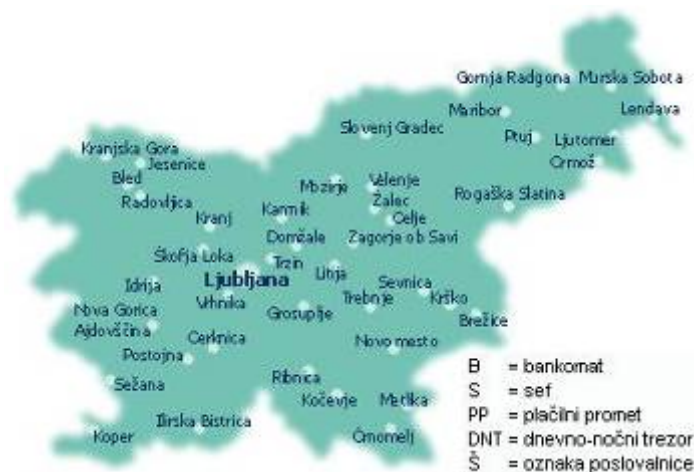 Gornja Radgona
Murska Sobota
Maribor
Lendava
Slovenj Gradec
Ptuj
Ljutomer
Kranjska Gora
Ormož
Jesenice
Bled
Mozirje
Velenje
Radovljica
Žalec
Rogaška Slatina
Kranj
Kamnik
Celje
Domžale
Zagorje ob Savi
Škofja Loka
Trzin
Litija
Ljubljana
Sevnica
Idrija
Vrhnika
Trebnje
Krško
Nova Gorica
Grosuplje
Brežice
Ajdovščina
Cerknica
Novo mesto
Postojna
Ribnica
Sežana
Kočevje
Metlika
Ilirska Bistrica
Koper
Črnomelj
B = bankomat
S = sef
PP = plačilni promet
DNT = dnevno-nočni trezor
Š = oznaka poslovalnice